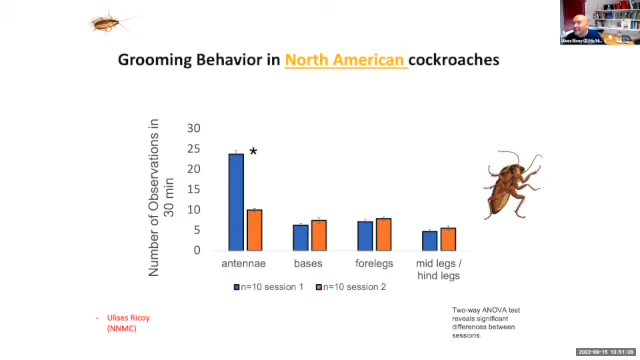 Grooming Behavior in North American cockroaches
Number of Observations in
30 min
30
25
20
15
10
5
0
*
antennae
bases
forelegs
mid legs /
hind legs
n=10 session 1
n=10 session 2
- Ulises Ricoy
(NNMC)
Two-way ANOVA test
reveals significant
differences between
sessions.
2022-09-15 13:51:28